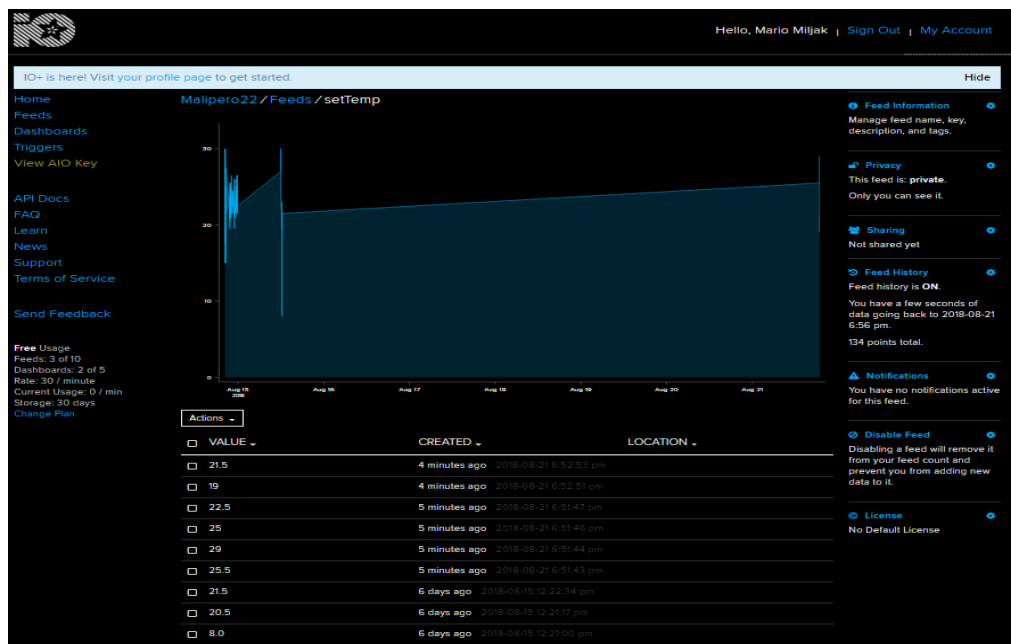 Hello, Mario Miljak | Sign Out | My Account
IO+ is here! Visit your profile page to get started.
Hide
Home
Feeds
Dashboards
Triggers
View AIO Key
API Docs
FAQ
Learn
News
Support
Terms of Service
Send Feedback
Free Usage
Feeds: 3 of 10
Dashboards: 2 of 5
Rate: 30 / minute
Current Usage: 0 / min
Storage: 30 days
Change Plan
Malipero22 / Feeds / setTemp
30
20
10
0
Aug 15 Aug 16 Aug 17 Aug 18 Aug 19 Aug 20 Aug 21
2018
Actions
VALUE CREATED LOCATION
21.5 4 minutes ago 2018-08-21 6:52:53 pm
19 4 minutes ago 2018-08-21 6:52:51 pm
22.5 5 minutes ago 2018-08-21 6:51:47 pm
25 5 minutes ago 2018-08-21 6:51:46 pm
29 5 minutes ago 2018-08-21 6:51:44 pm
25.5 5 minutes ago 2018-08-21 6:51:43 pm
21.5 6 days ago 2018-08-15 12:22:34 pm
20.5 6 days ago 2018-08-15 12:21:17 pm
8.0 6 days ago 2018-08-15 12:21:00 pm
Feed Information
Manage feed name, key,
description, and tags.
Privacy
This feed is: private.
Only you can see it.
Sharing
Not shared yet
Feed History
Feed history is ON.
You have a few seconds of
data going back to 2018-08-21
6:56 pm.
134 points total.
Notifications
You have no notifications active
for this feed.
Disable Feed
Disabling a feed will remove it
from your feed count and
prevent you from adding new
data to it.
License
No Default License